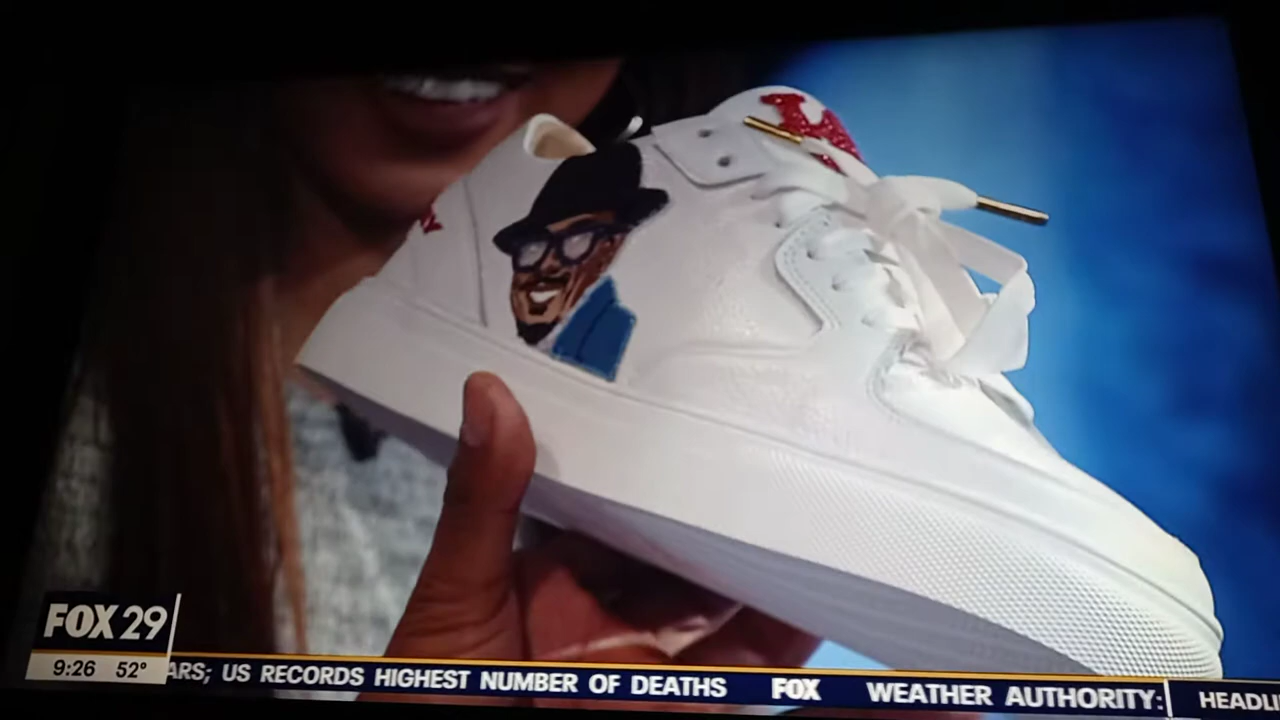 K
FOX 29
9:26 52°
ARS; US RECORDS HIGHEST NUMBER OF DEATHS FOX WEATHER AUTHORITY: HEADLI